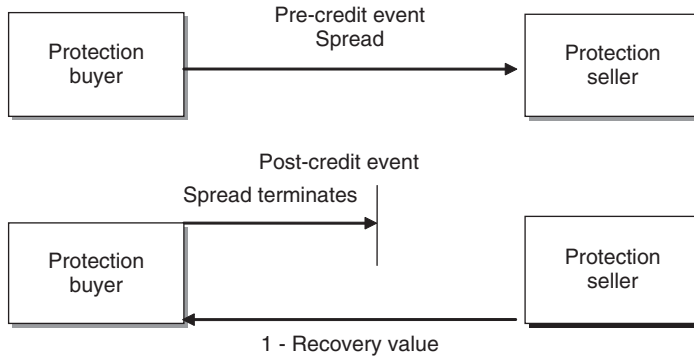 Pre-credit event
Spread
Protection
buyer
Protection
seller
Post-credit event
Spread terminates
Protection
buyer
Protection
seller
1 - Recovery value